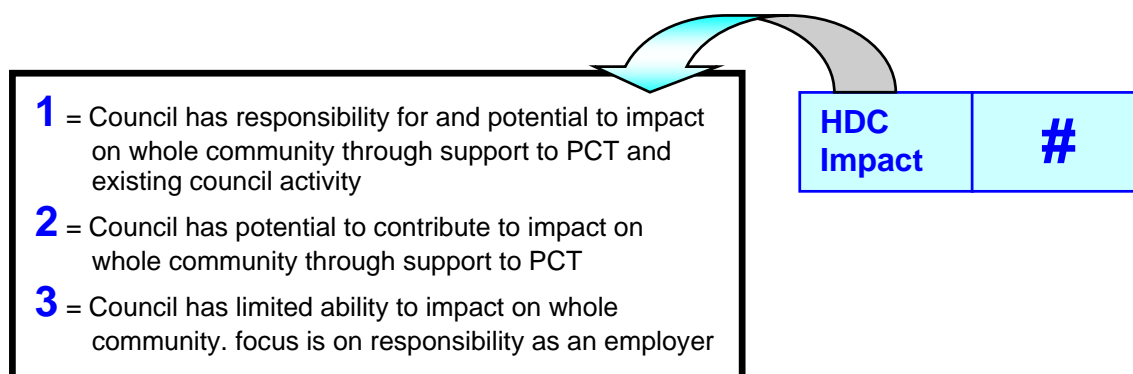 1 = Council has responsibility for and potential to impact
on whole community through support to PCT and
existing council activity
2 = Council has potential to contribute to impact on
whole community through support to PCT
3 = Council has limited ability to impact on whole
community. focus is on responsibility as an employer
HDC
Impact
#